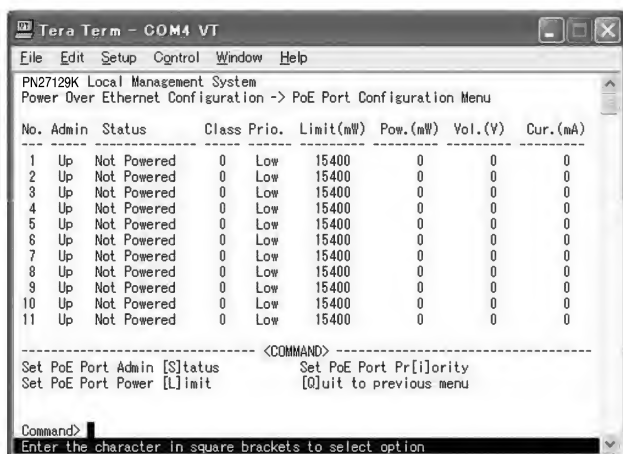 Tera Term - COM4 VT
File Edit Setup Control Window Help
PN27129K Local Management System
Power Over Ethernet Configuration -> PoE Port Configuration Menu
No. Admin Status Class Prio. Limit(mW) Pow.(mW) Vol.(V) Cur.(mA)
--- ----- ------------- ----- ----- --------- -------- -------- --------
1 Up Not Powered 0 Low 15400 0 0 0
2 Up Not Powered 0 Low 15400 0 0 0
3 Up Not Powered 0 Low 15400 0 0 0
4 Up Not Powered 0 Low 15400 0 0 0
5 Up Not Powered 0 Low 15400 0 0 0
6 Up Not Powered 0 Low 15400 0 0 0
7 Up Not Powered 0 Low 15400 0 0 0
8 Up Not Powered 0 Low 15400 0 0 0
9 Up Not Powered 0 Low 15400 0 0 0
10 Up Not Powered 0 Low 15400 0 0 0
11 Up Not Powered 0 Low 15400 0 0 0
------------------------------ <COMMAND> ---------------------------------
Set PoE Port Admin [S]tatus Set PoE Port Pr[i]ority
Set PoE Port Power [L]imit [Q]uit to previous menu
Command>
Enter the character in square brackets to select option